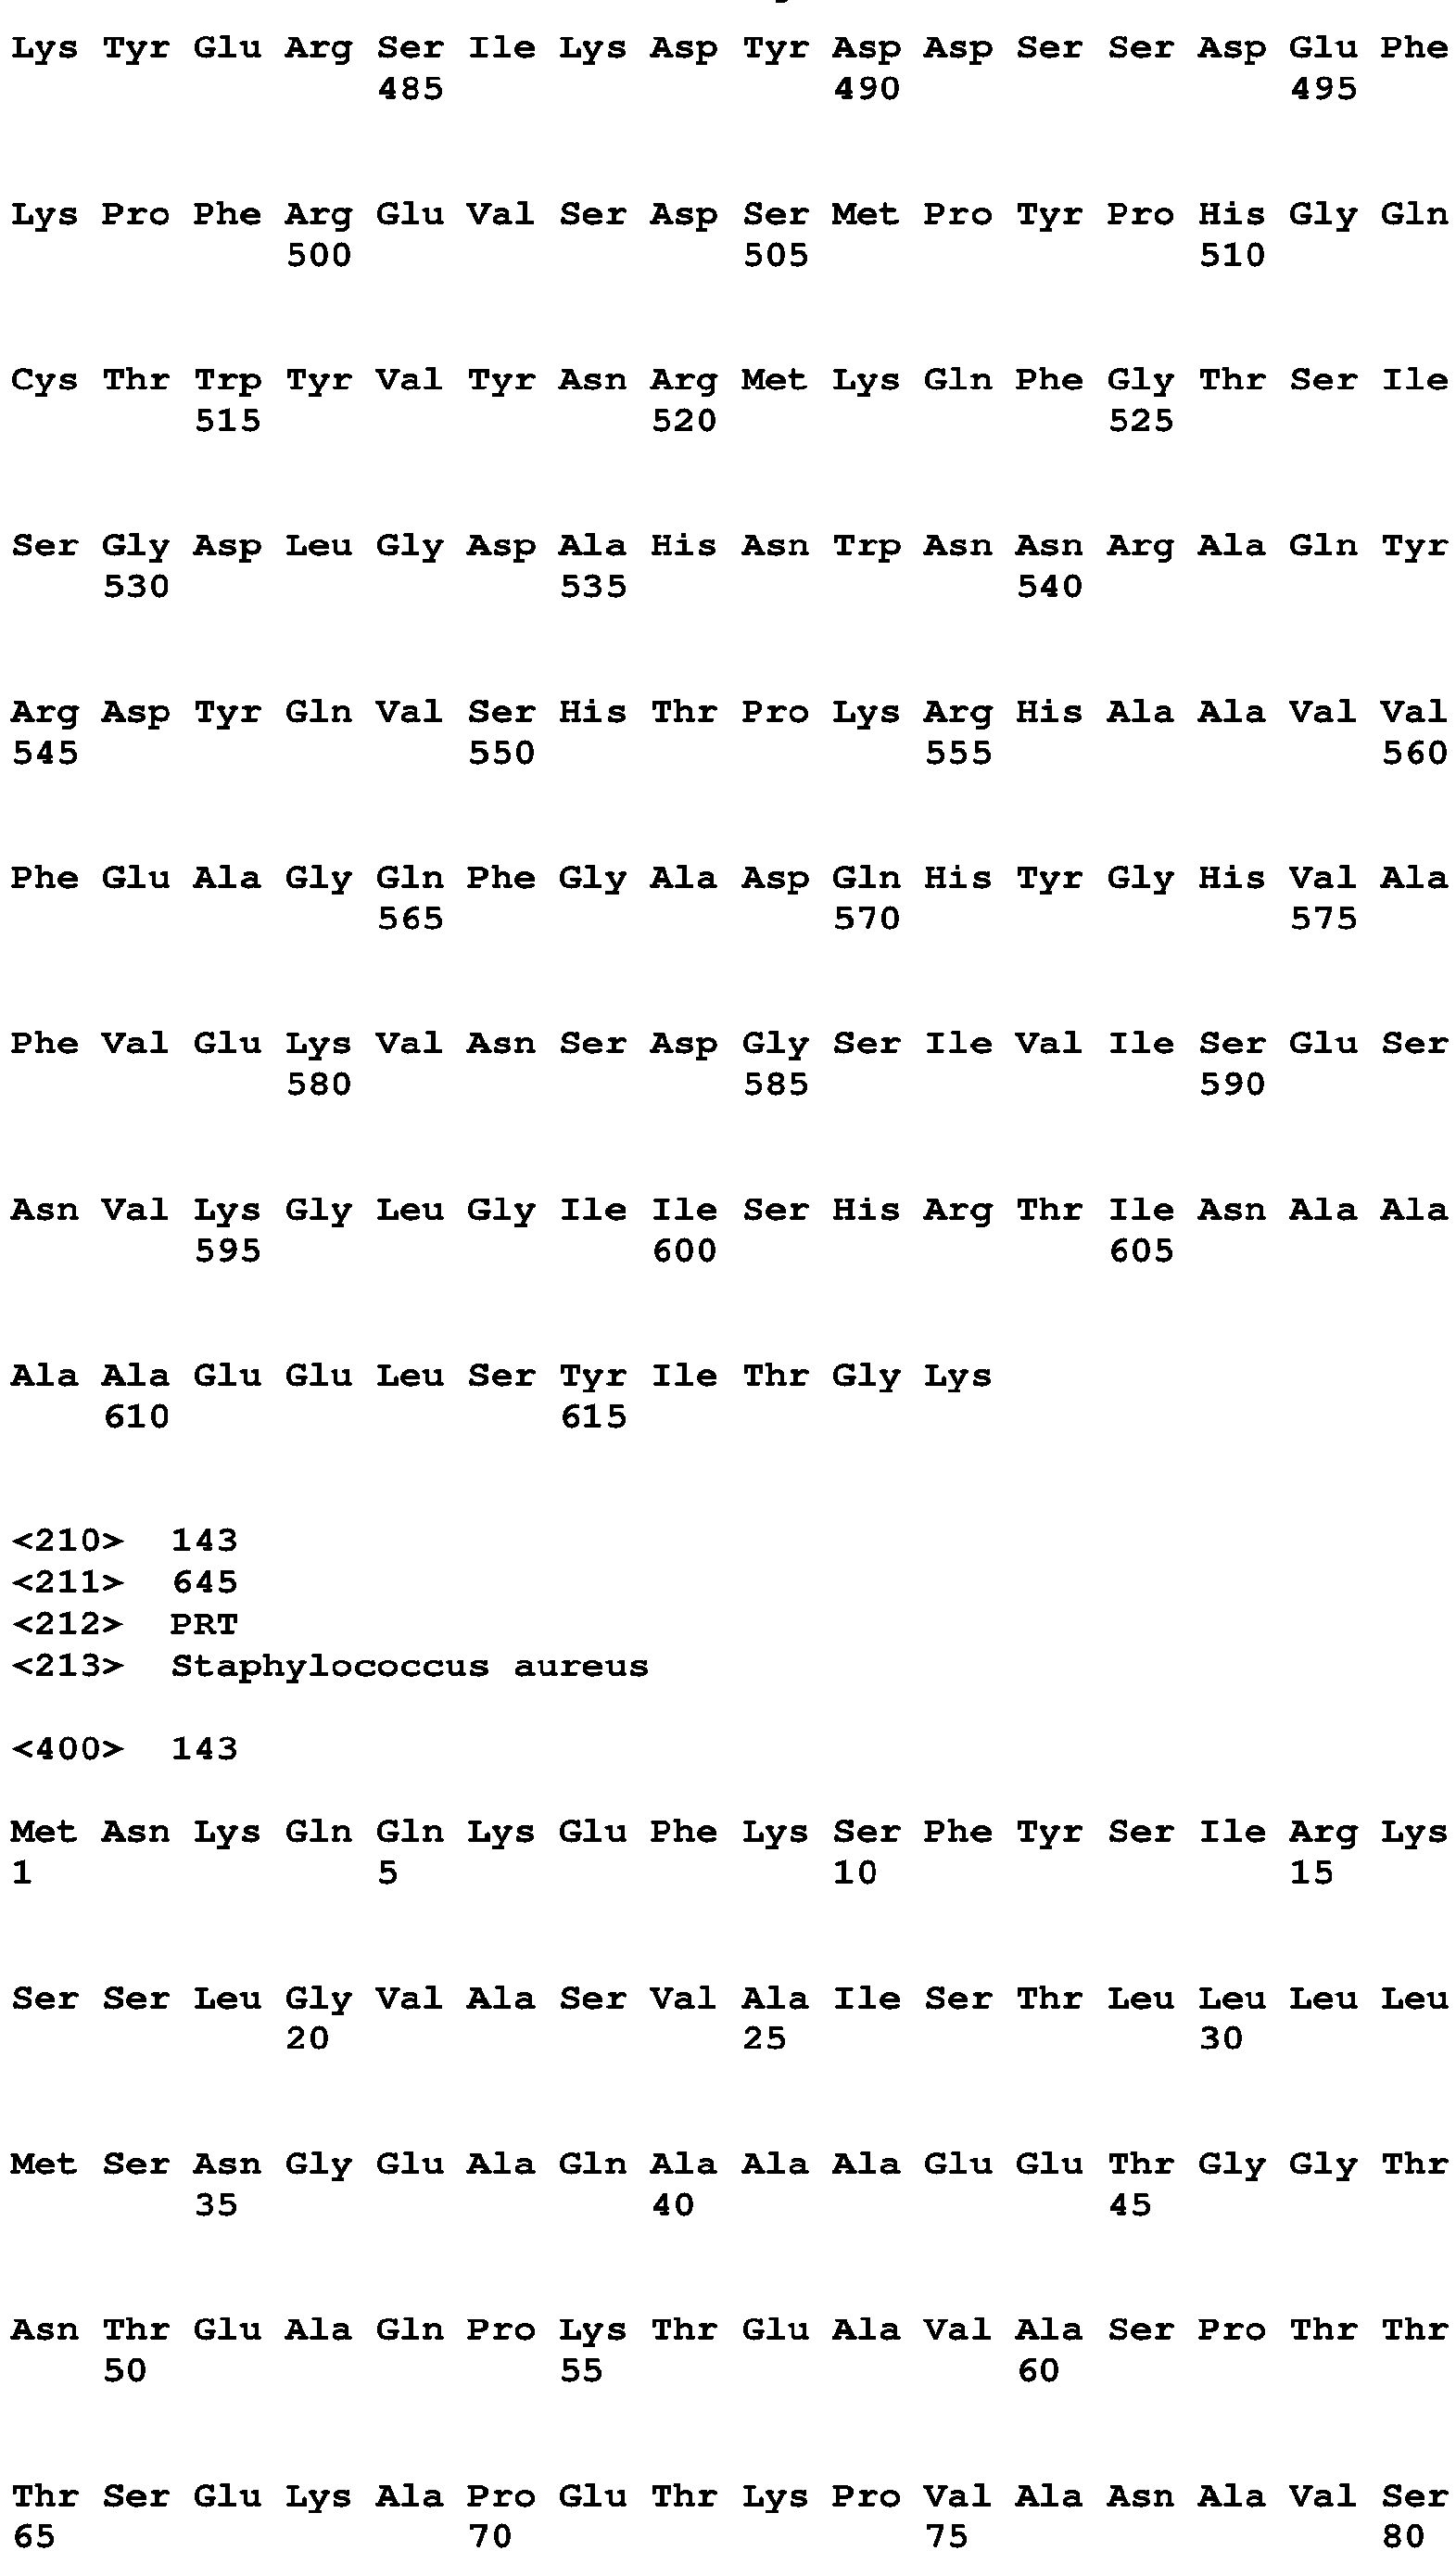 Lys Tyr Glu Arg Ser Ile Lys Asp Tyr Asp Asp Ser Ser Asp Glu Phe
485 490 495
Lys Pro Phe Arg Glu Val Ser Asp Ser Met Pro Tyr Pro His Gly Gln
500 505 510
Cys Thr Trp Tyr Val Tyr Asn Arg Met Lys Gln Phe Gly Thr Ser Ile
515 520 525
Ser Gly Asp Leu Gly Asp Ala His Asn Trp Asn Asn Arg Ala Gln Tyr
530 535 540
Arg Asp Tyr Gln Val Ser His Thr Pro Lys Arg His Ala Ala Val Val
545 550 555 560
Phe Glu Ala Gly Gln Phe Gly Ala Asp Gln His Tyr Gly His Val Ala
565 570 575
Phe Val Glu Lys Val Asn Ser Asp Gly Ser Ile Val Ile Ser Glu Ser
580 585 590
Asn Val Lys Gly Leu Gly Ile Ile Ser His Arg Thr Ile Asn Ala Ala
595 600 605
Ala Ala Glu Glu Leu Ser Tyr Ile Thr Gly Lys
610 615
<210> 143
<211> 645
<212> PRT
<213> Staphylococcus aureus
<400> 143
Met Asn Lys Gln Gln Lys Glu Phe Lys Ser Phe Tyr Ser Ile Arg Lys
1 5 10 15
Ser Ser Leu Gly Val Ala Ser Val Ala Ile Ser Thr Leu Leu Leu Leu
20 25 30
Met Ser Asn Gly Glu Ala Gln Ala Ala Ala Glu Glu Thr Gly Gly Thr
35 40 45
Asn Thr Glu Ala Gln Pro Lys Thr Glu Ala Val Ala Ser Pro Thr Thr
50 55 60
Thr Ser Glu Lys Ala Pro Glu Thr Lys Pro Val Ala Asn Ala Val Ser
65 70 75 80